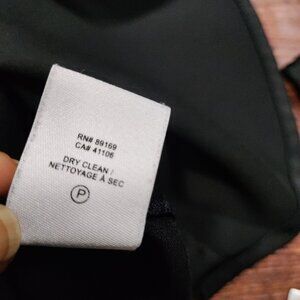 RN# 89169
CA# 41106
DRY CLEAN /
NETTOYAGE À SEC
P